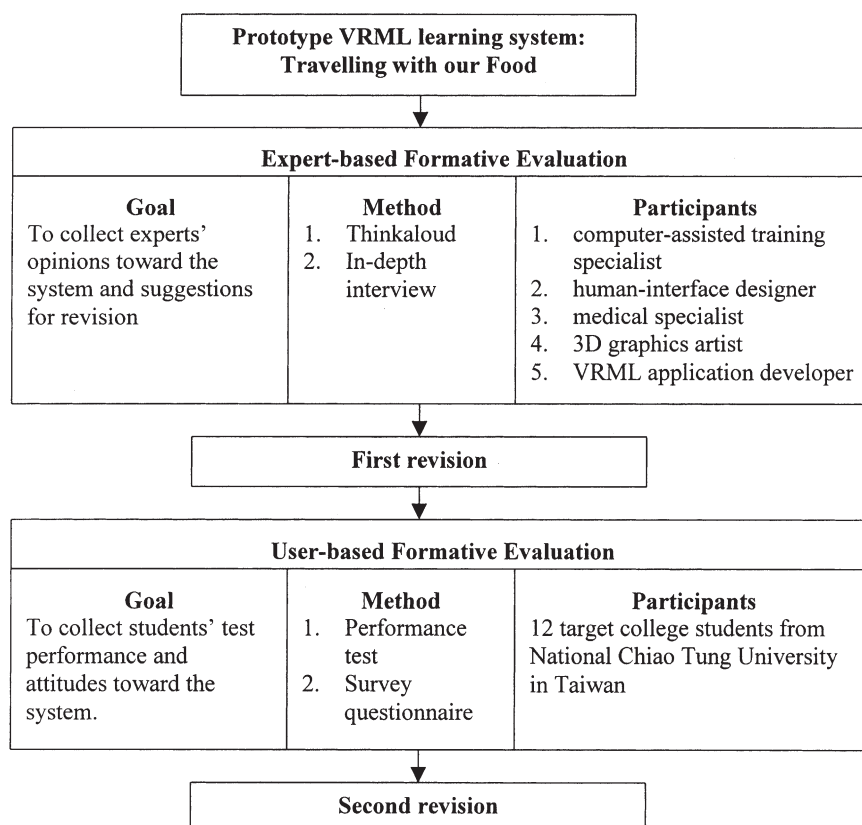 Prototype VRML learning system:
Travelling with our Food
Expert-based Formative Evaluation
Goal
To collect experts’
opinions toward the
system and suggestions
for revision
Method
1. Thinkaloud
2. In-depth
interview
Participants
1. computer-assisted training
specialist
2. human-interface designer
3. medical specialist
4. 3D graphics artist
5. VRML application developer
First revision
User-based Formative Evaluation
Goal
To collect students’ test
performance and
attitudes toward the
system.
Method
1. Performance
test
2. Survey
questionnaire
Participants
12 target college students from
National Chiao Tung University
in Taiwan
Second revision